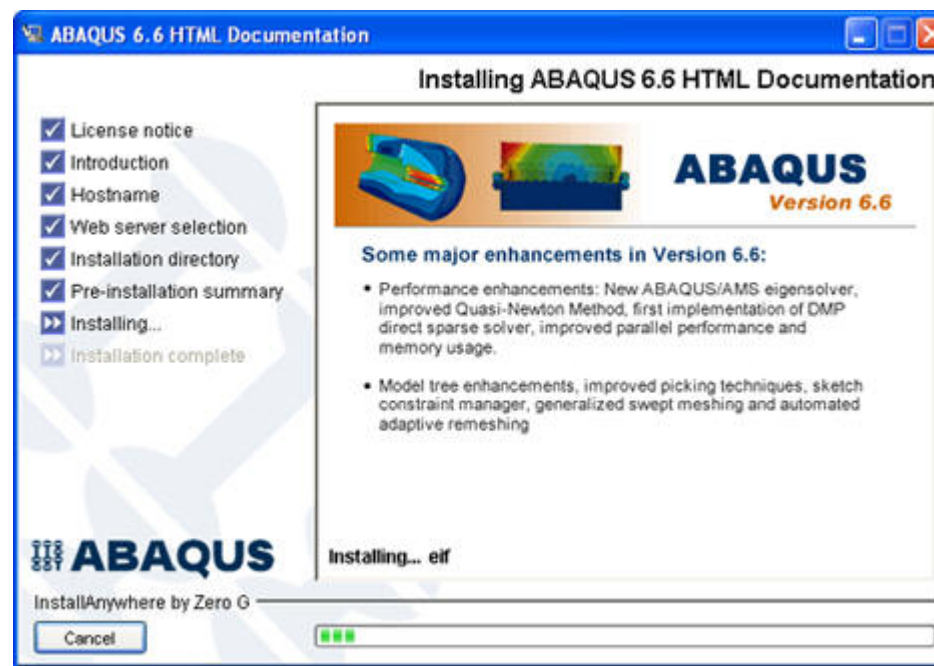 ABAQUS 6.6 HTML Documentation
Installing ABAQUS 6.6 HTML Documentation
License notice
Introduction
Hostname
Web server selection
Installation directory
Pre-installation summary
Installing...
Installation complete
ABAQUS
Version 6.6
Some major enhancements in Version 6.6:
• Performance enhancements: New ABAQUS/AMS eigensolver,
improved Quasi-Newton Method, first implementation of DMP
direct sparse solver, improved parallel performance and
memory usage.
• Model tree enhancements, improved picking techniques, sketch
constraint manager, generalized swept meshing and automated
adaptive remeshing
ABAQUS
Installing... eif
InstallAnywhere by Zero G
Cancel